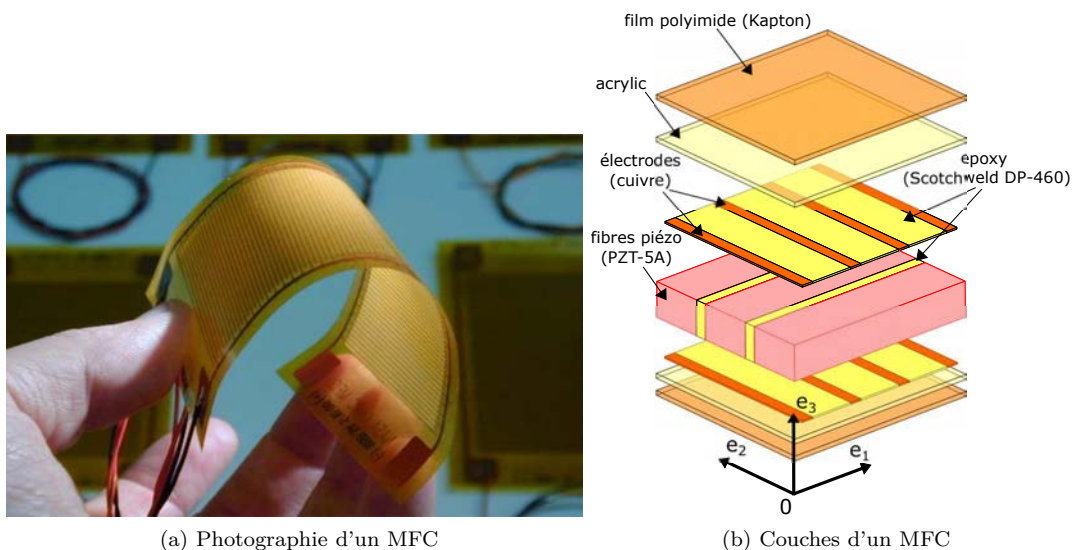 film polyimide (Kapton)
acrylic
électrodes
(cuivre)
epoxy
(Scotchweld DP-460)
fibres piézo
(PZT-5A)
e3
e2
e1
0
(a) Photographie d'un MFC
(b) Couches d'un MFC